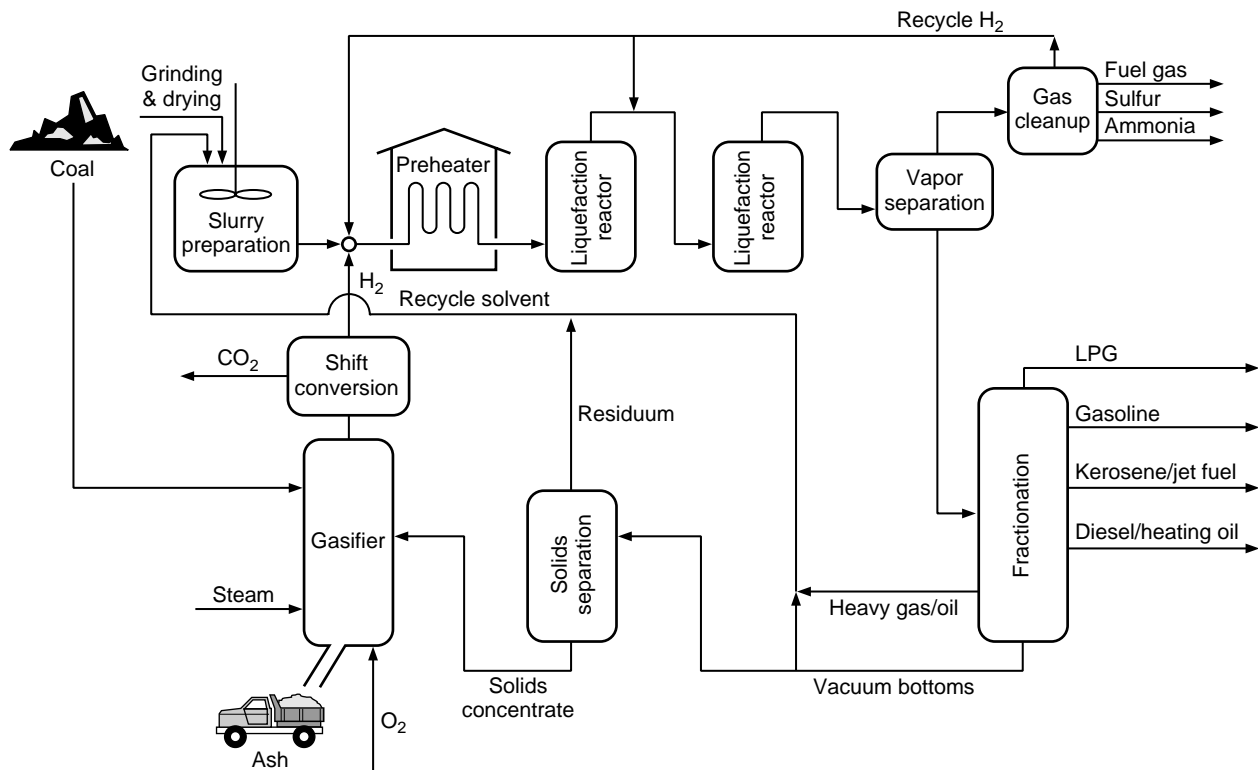 Recycle H₂
Grinding
& drying
Fuel gas
Gas
cleanup
Sulfur
Ammonia
Coal
Preheater
Liquefaction
reactor
Liquefaction
reactor
Vapor
separation
Slurry
preparation
H₂
Recycle solvent
CO₂
Shift
conversion
LPG
Residuum
Gasoline
Kerosene/jet fuel
Gasifier
Solids
separation
Fractionation
Diesel/heating oil
Steam
Heavy gas/oil
Solids
concentrate
Vacuum bottoms
O₂
Ash